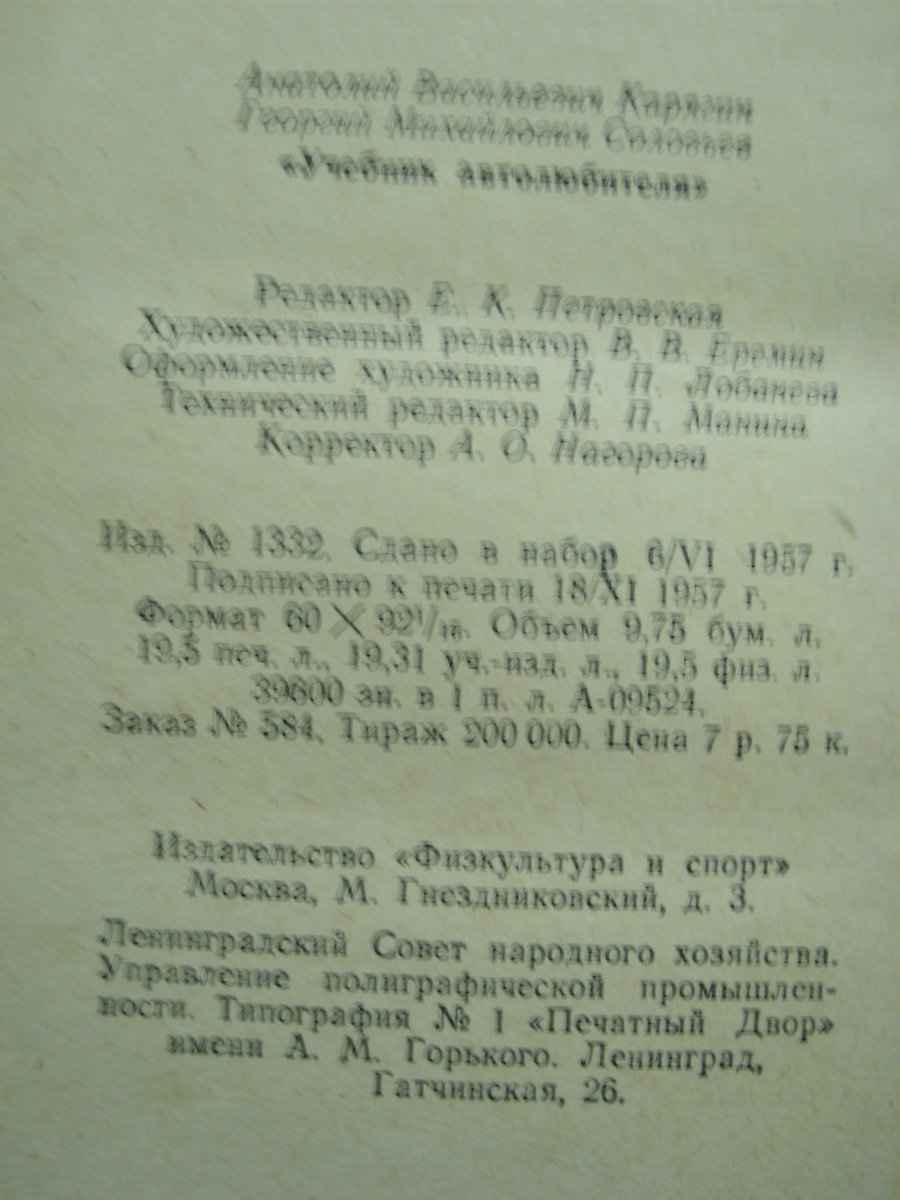 Анатолий Васильевич Карягин
Георгий Михайлович Соловьев
«Учебник автолюбителя»
Редактор Е. К. Петровская
Художественный редактор В. В. Еремин
Оформление художника Н. П. Лобанева
Технический редактор М. П. Манина
Корректор А. О. Нагорова
Изд. № 1332. Сдано в набор 6/VI 1957 г.
Подписано к печати 18/XI 1957 г.
Формат 60 × 92¹/₁₆. Объем 9,75 бум. л.
19,5 печ. л., 19,31 уч.-изд. л., 19,5 физ. л.
39600 зн. в 1 п. л. А-09524.
Заказ № 584. Тираж 200 000. Цена 7 р. 75 к.
Издательство «Физкультура и спорт»
Москва, М. Гнездниковский, д. 3.
Ленинградский Совет народного хозяйства.
Управление полиграфической промышлен-
ности. Типография № 1 «Печатный Двор»
имени А. М. Горького. Ленинград,
Гатчинская, 26.